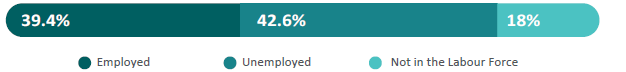 39.4% 42.6% 18%
Employed Unemployed Not in the Labour Force